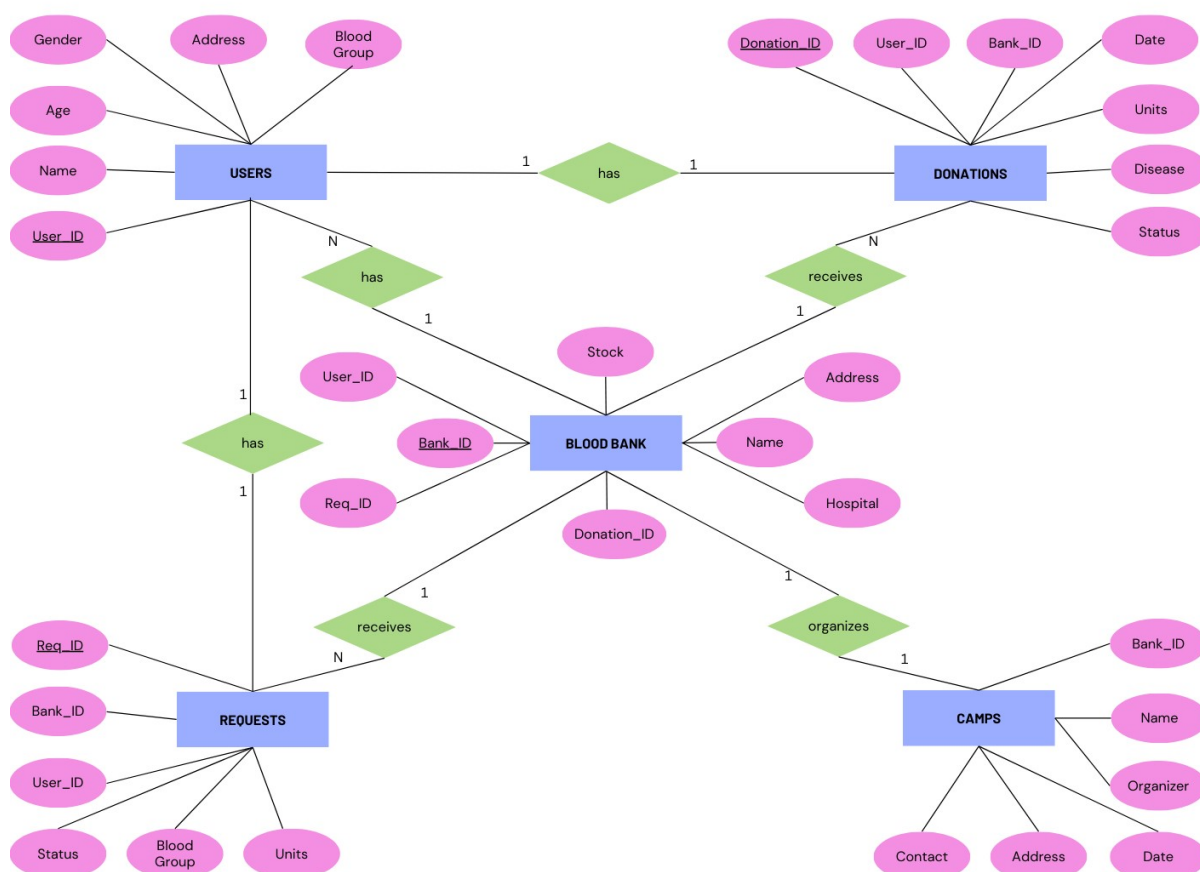 Gender
Address
Blood
Group
Donation_ID
User_ID
Bank_ID
Date
Age
Units
Name
USERS
1
has
1
DONATIONS
Disease
User_ID
Status
N
N
has
receives
1
1
Stock
User_ID
Address
1
has
Bank_ID
BLOOD BANK
Name
1
Req_ID
Hospital
Donation_ID
1
1
receives
organizes
Req_ID
N
1
Bank_ID
Bank_ID
REQUESTS
CAMPS
Name
User_ID
Organizer
Status
Blood
Group
Units
Contact
Address
Date